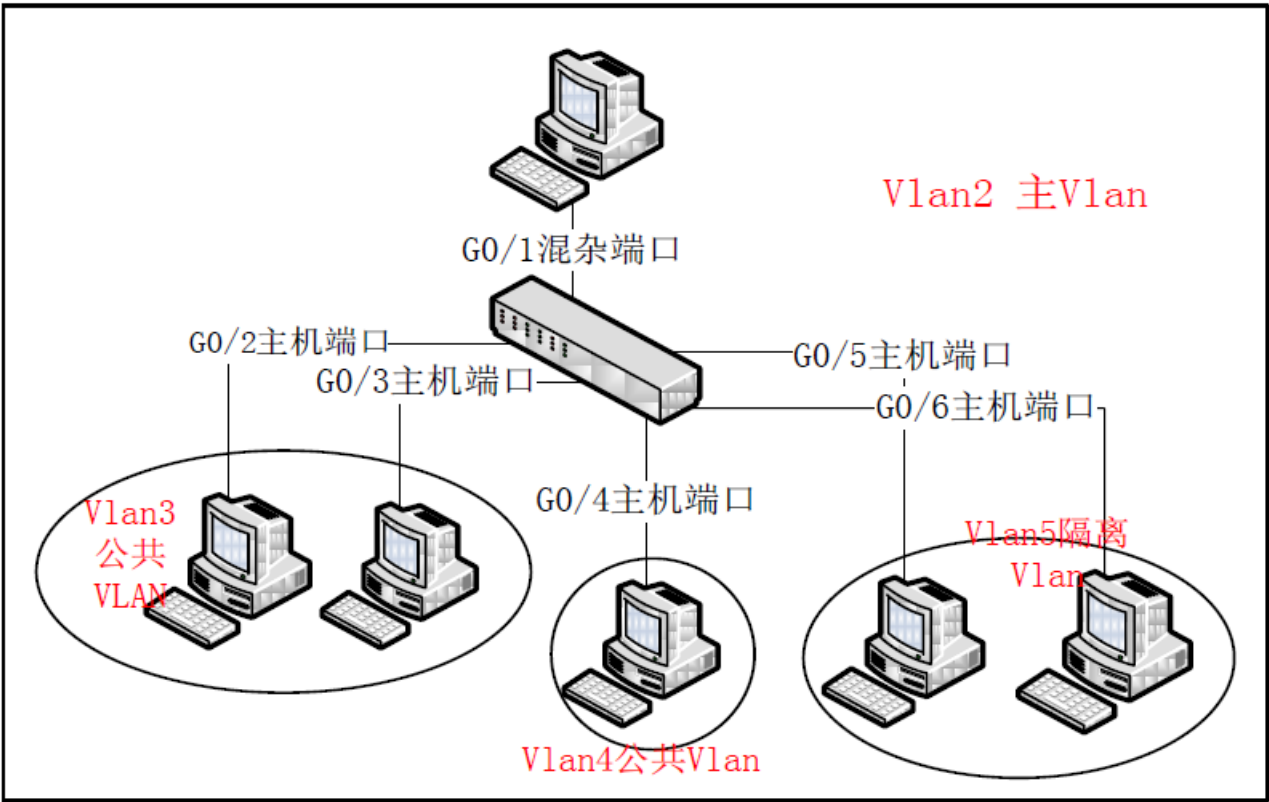 Vlan2 主Vlan
G0/1混杂端口
G0/2主机端口
G0/3主机端口
G0/5主机端口
G0/6主机端口
G0/4主机端口
Vlan3
公共
VLAN
Vlan5隔离
Vlan
Vlan4公共Vlan